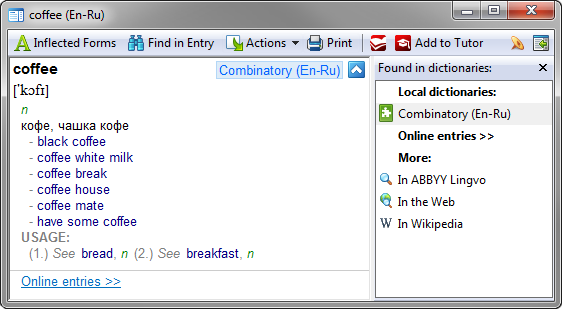 coffee (En-Ru)
Inflected Forms Find in Entry Actions Print Add to Tutor
coffee Combinatory (En-Ru)
['kɔfɪ]
n
кофе, чашка кофе
- black coffee
- coffee white milk
- coffee break
- coffee house
- coffee mate
- have some coffee
USAGE:
(1.) See bread, n (2.) See breakfast, n
Online entries >>
Found in dictionaries:
Local dictionaries:
Combinatory (En-Ru)
Online entries >>
More:
In ABBYY Lingvo
In the Web
W In Wikipedia